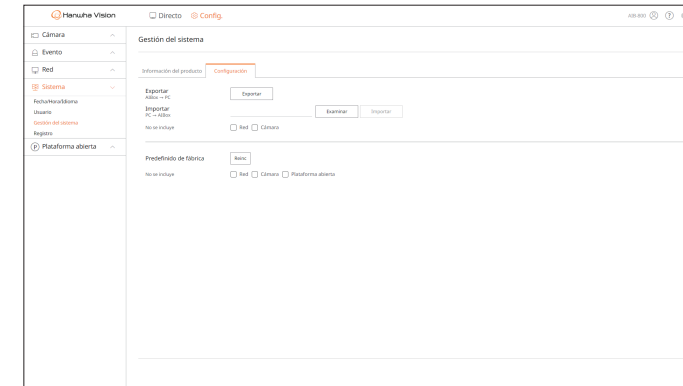 Hanwha Vision
Directo
Config.
AIB-800
Cámara
Evento
Red
Sistema
Fecha/Hora/Idioma
Usuario
Gestión del sistema
Registro
Plataforma abierta
Gestión del sistema
Información del producto
Configuración
Exportar
AIBox → PC
Exportar
Importar
PC → AIBox
Examinar
Importar
No se incluye
Red
Cámara
Predefinido de fábrica
Reinic
No se incluye
Red
Cámara
Plataforma abierta